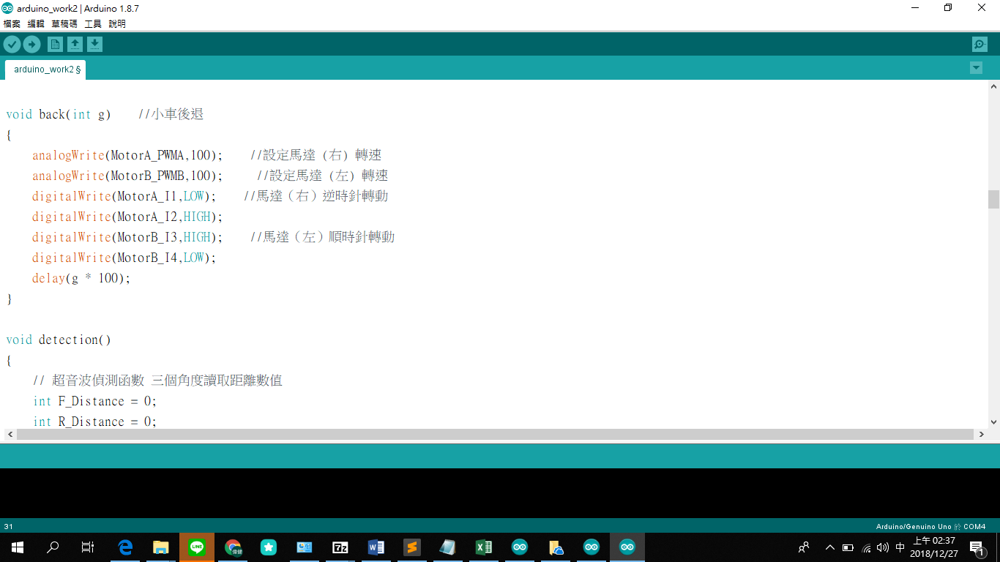 arduino_work2 | Arduino 1.8.7
檔案 編輯 草稿碼 工具 說明
arduino_work2 §
void back(int g)    //小車後退
{
    analogWrite(MotorA_PWMA,100);    //設定馬達 (右) 轉速
    analogWrite(MotorB_PWMB,100);     //設定馬達 (左) 轉速
    digitalWrite(MotorA_I1,LOW);    //馬達（右）逆時針轉動
    digitalWrite(MotorA_I2,HIGH);
    digitalWrite(MotorB_I3,HIGH);    //馬達（左）順時針轉動
    digitalWrite(MotorB_I4,LOW);
    delay(g * 100);
}
void detection()
{
    // 超音波偵測函數 三個角度讀取距離數值
    int F_Distance = 0;
    int R_Distance = 0;
31
Arduino/Genuino Uno 於 COM4
LINE
7z
中
上午 02:37
2018/12/27
1